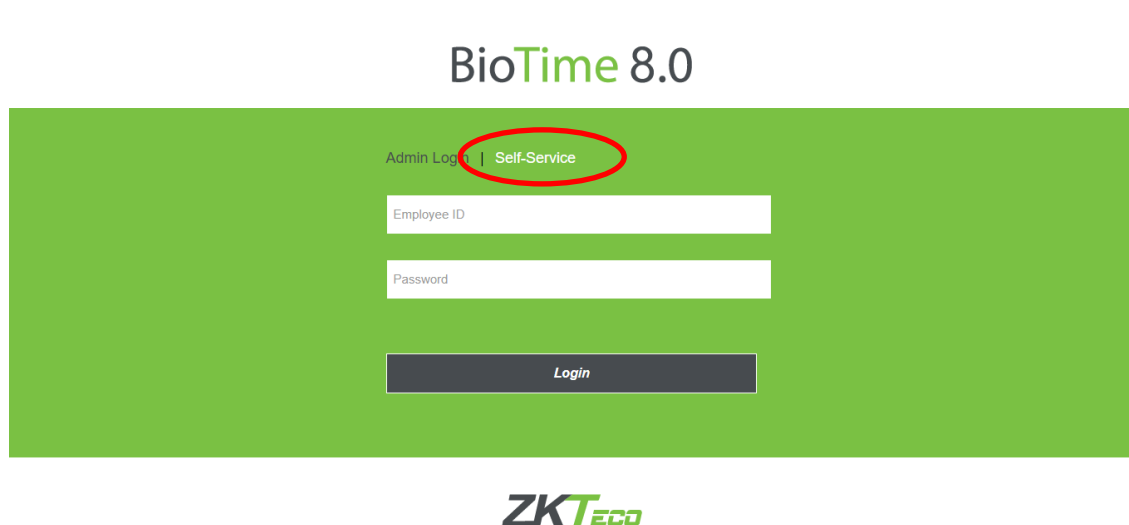 BioTime 8.0
Admin Login | Self-Service
Employee ID
Password
Login
ZKTECO